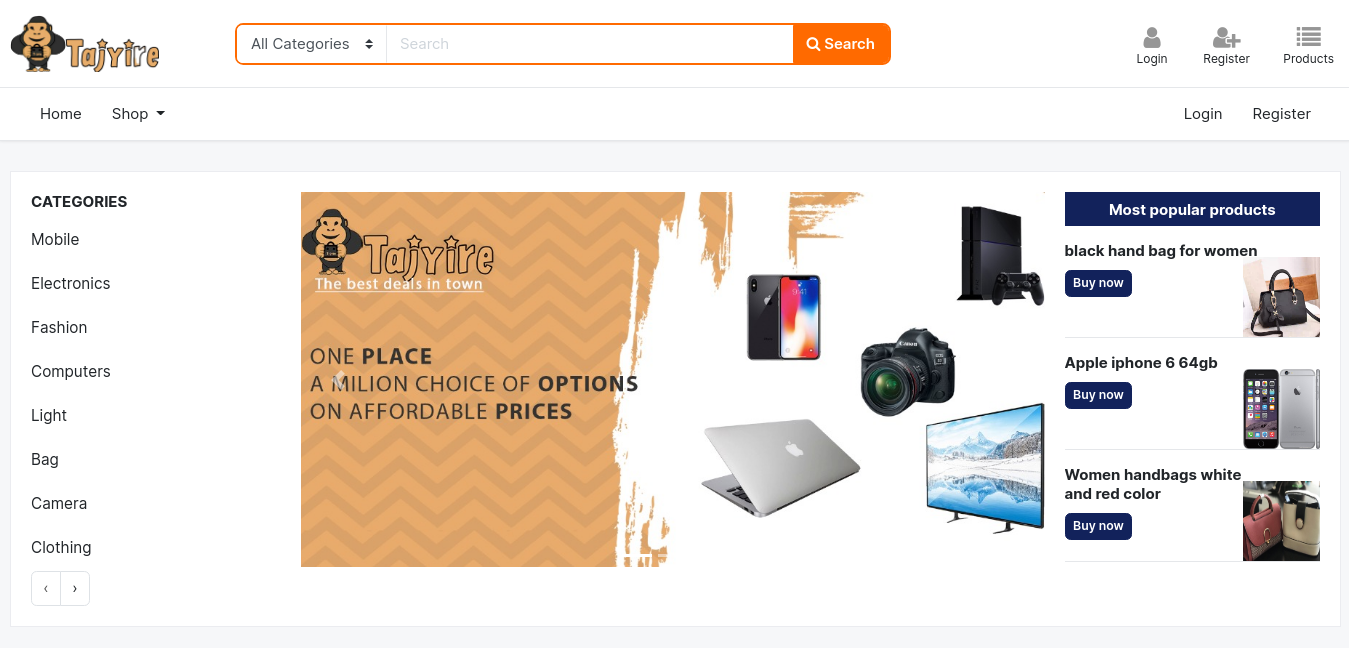 Tajyire
All Categories
Search
Search
Login
Register
Products
Home
Shop
Login
Register
CATEGORIES
Mobile
Electronics
Fashion
Computers
Light
Bag
Camera
Clothing
‹ ›
Tajyire
The best deals in town
ONE PLACE
A MILION CHOICE OF OPTIONS
ON AFFORDABLE PRICES
9:41
Canon
Most popular products
black hand bag for women
Buy now
Apple iphone 6 64gb
Buy now
Women handbags white
and red color
Buy now